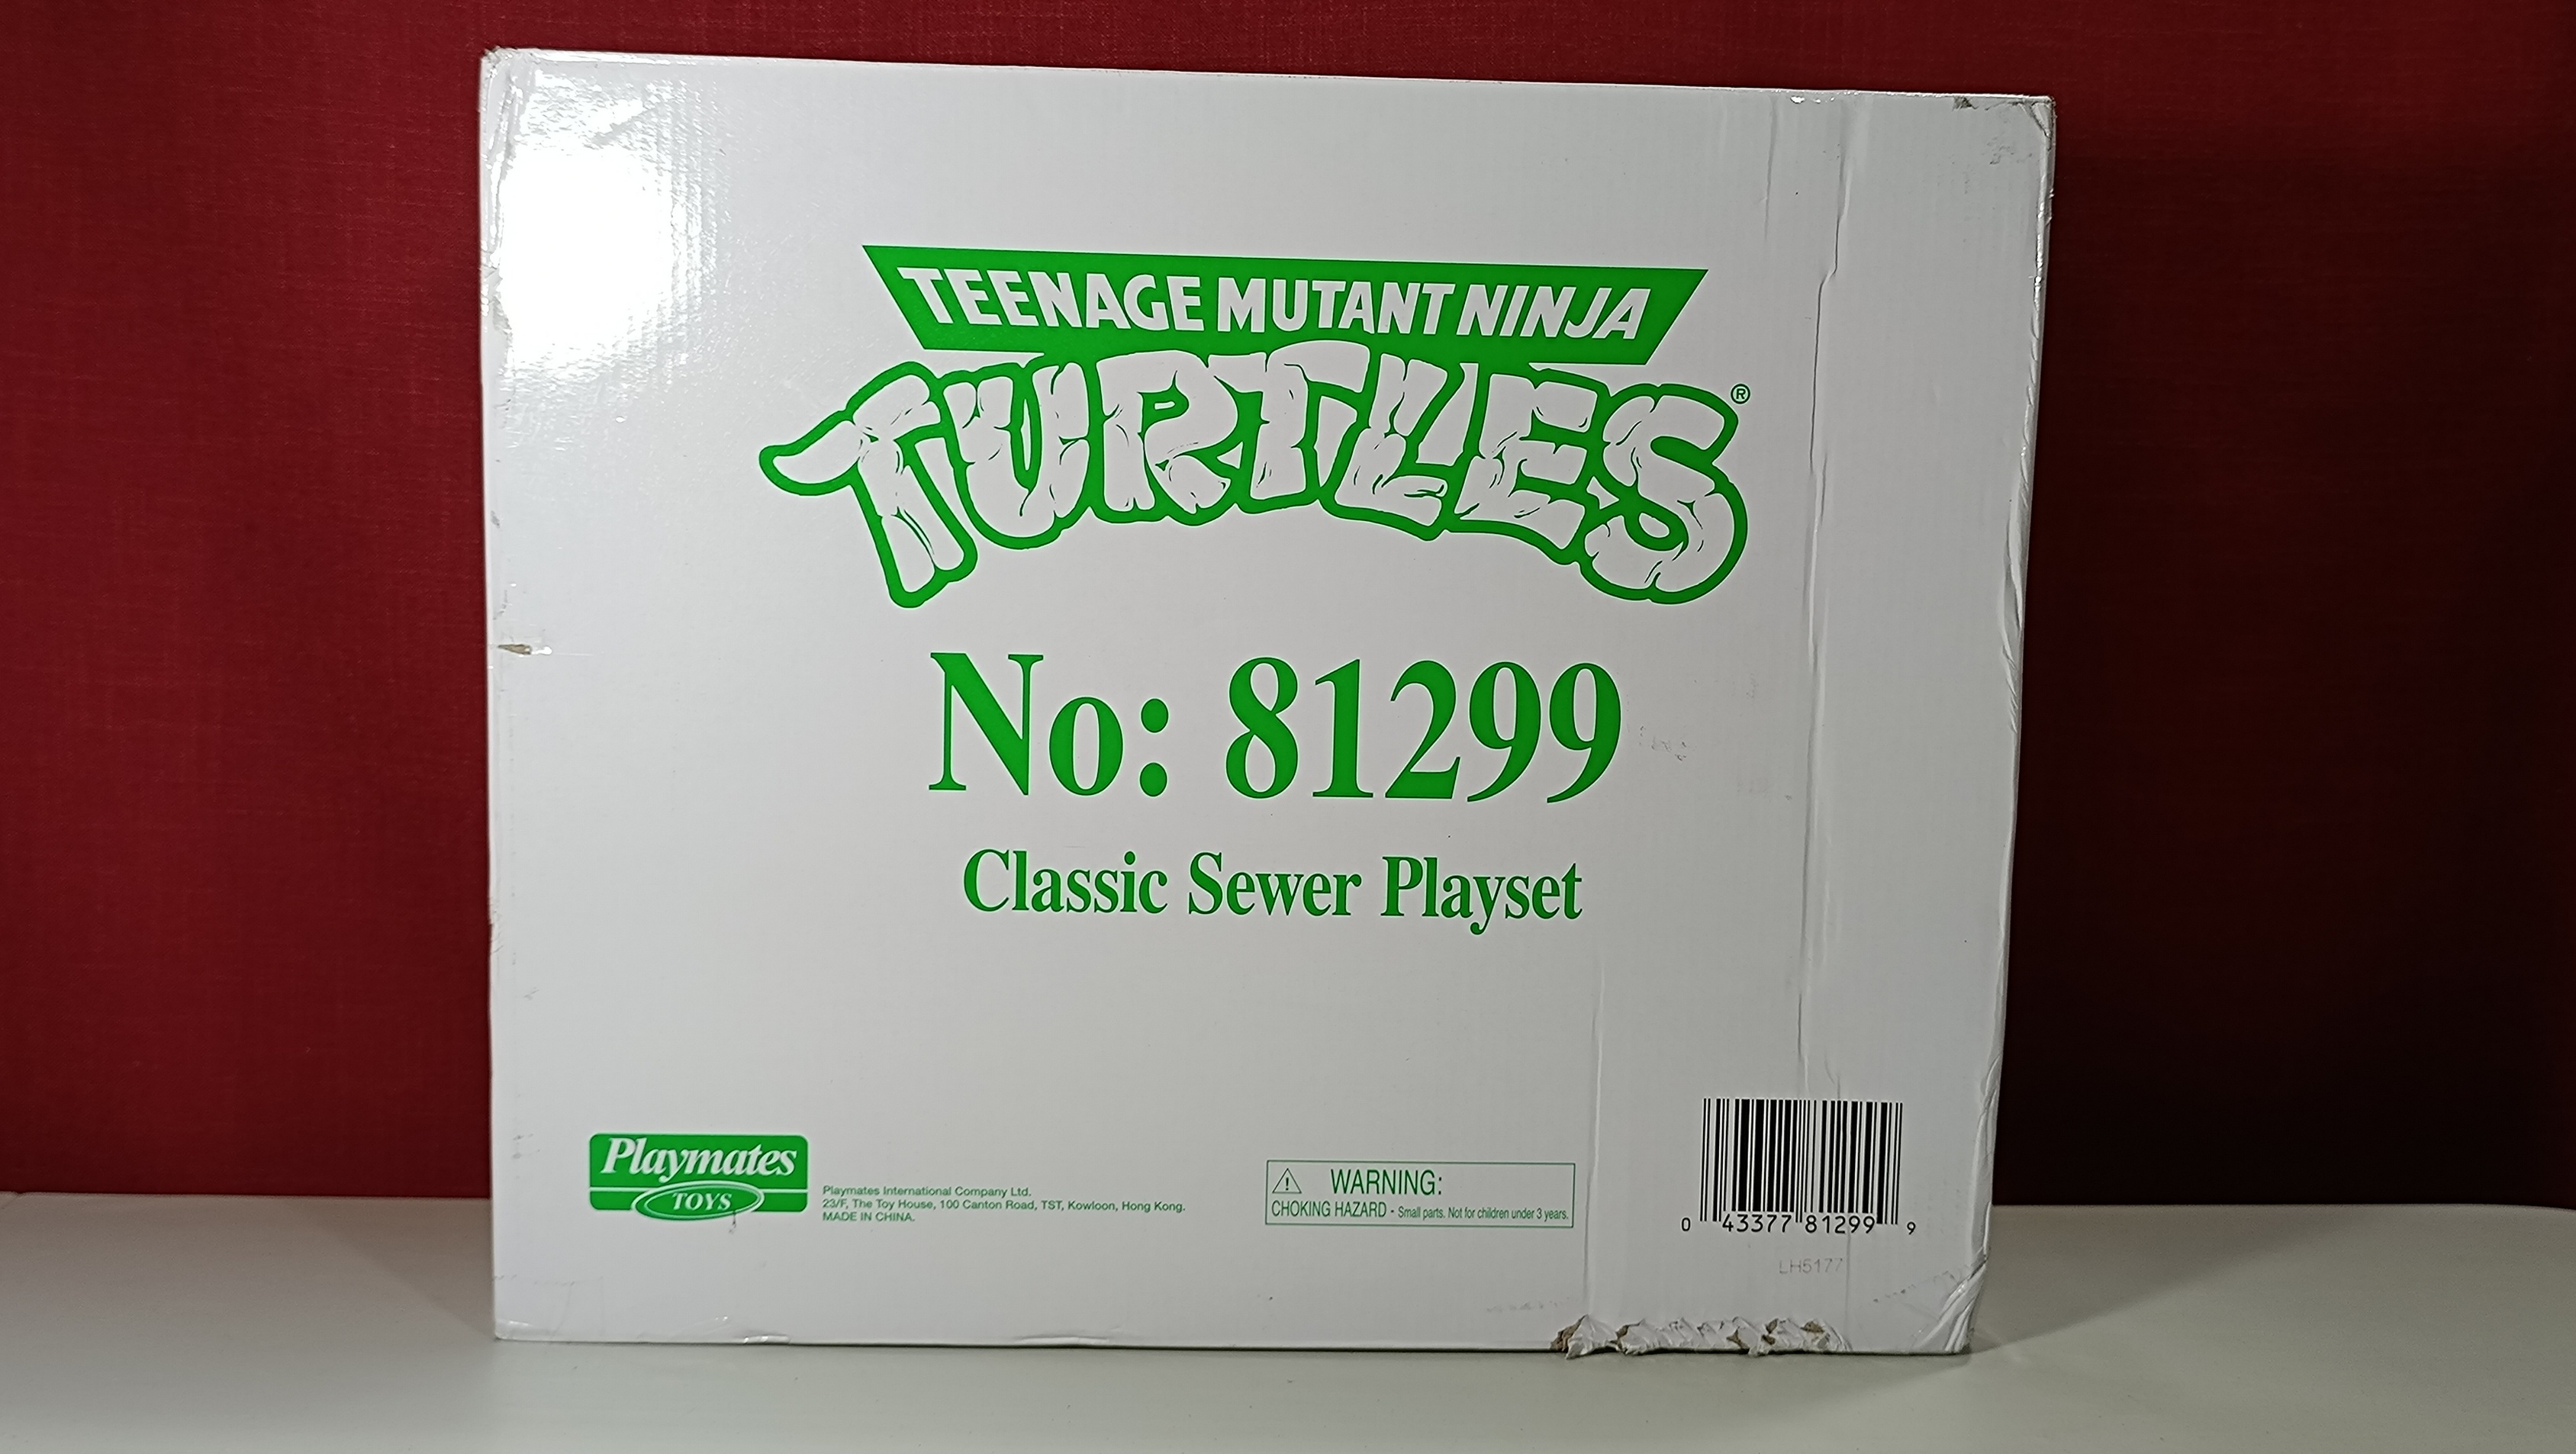 TEENAGE MUTANT NINJA
TURTLES®
No: 81299
Classic Sewer Playset
Playmates
TOYS
Playmates International Company Ltd.
23/F, The Toy House, 100 Canton Road, TST, Kowloon, Hong Kong.
MADE IN CHINA.
WARNING:
CHOKING HAZARD - Small parts. Not for children under 3 years.
0 43377 81299 9
LH5177